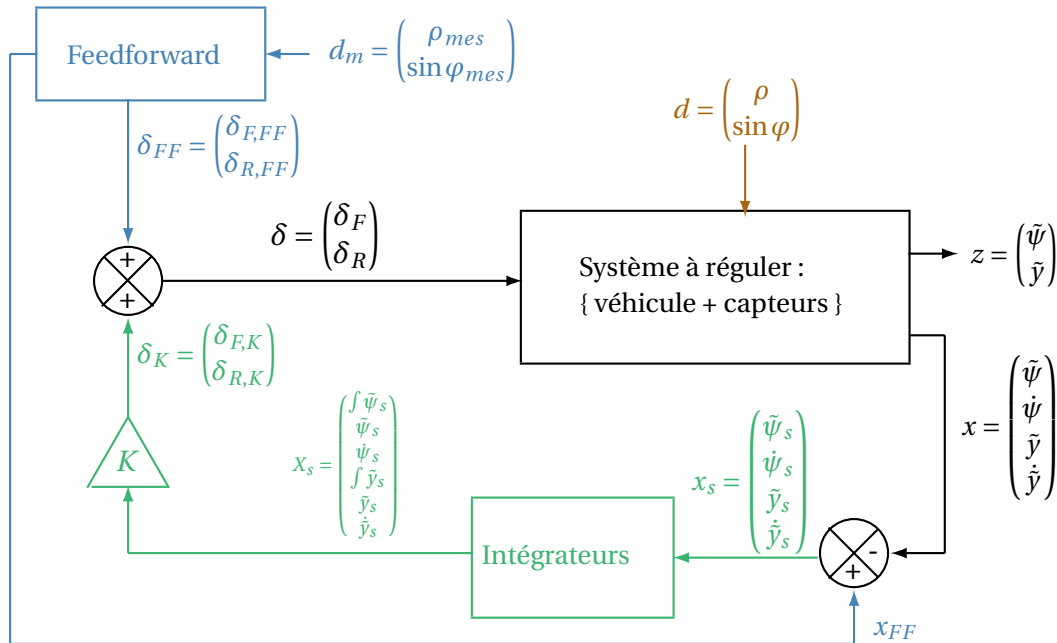 Feedforward
d_m = (ρ_mes
sin φ_mes)
d = (ρ
sin φ)
δ_FF = (δ_F,FF
δ_R,FF)
δ = (δ_F
δ_R)
+
+
Système à réguler :
{ véhicule + capteurs }
z = (ψ̃
ỹ)
δ_K = (δ_F,K
δ_R,K)
K
X_s = (∫ ψ̃_s
ψ̃_s
ψ̇_s
∫ ỹ_s
ỹ_s
ỹ̇_s)
x_s = (ψ̃_s
ψ̇_s
ỹ_s
ỹ̇_s)
x = (ψ̃
ψ̇
ỹ
ỹ̇)
Intégrateurs
-
+
x_FF